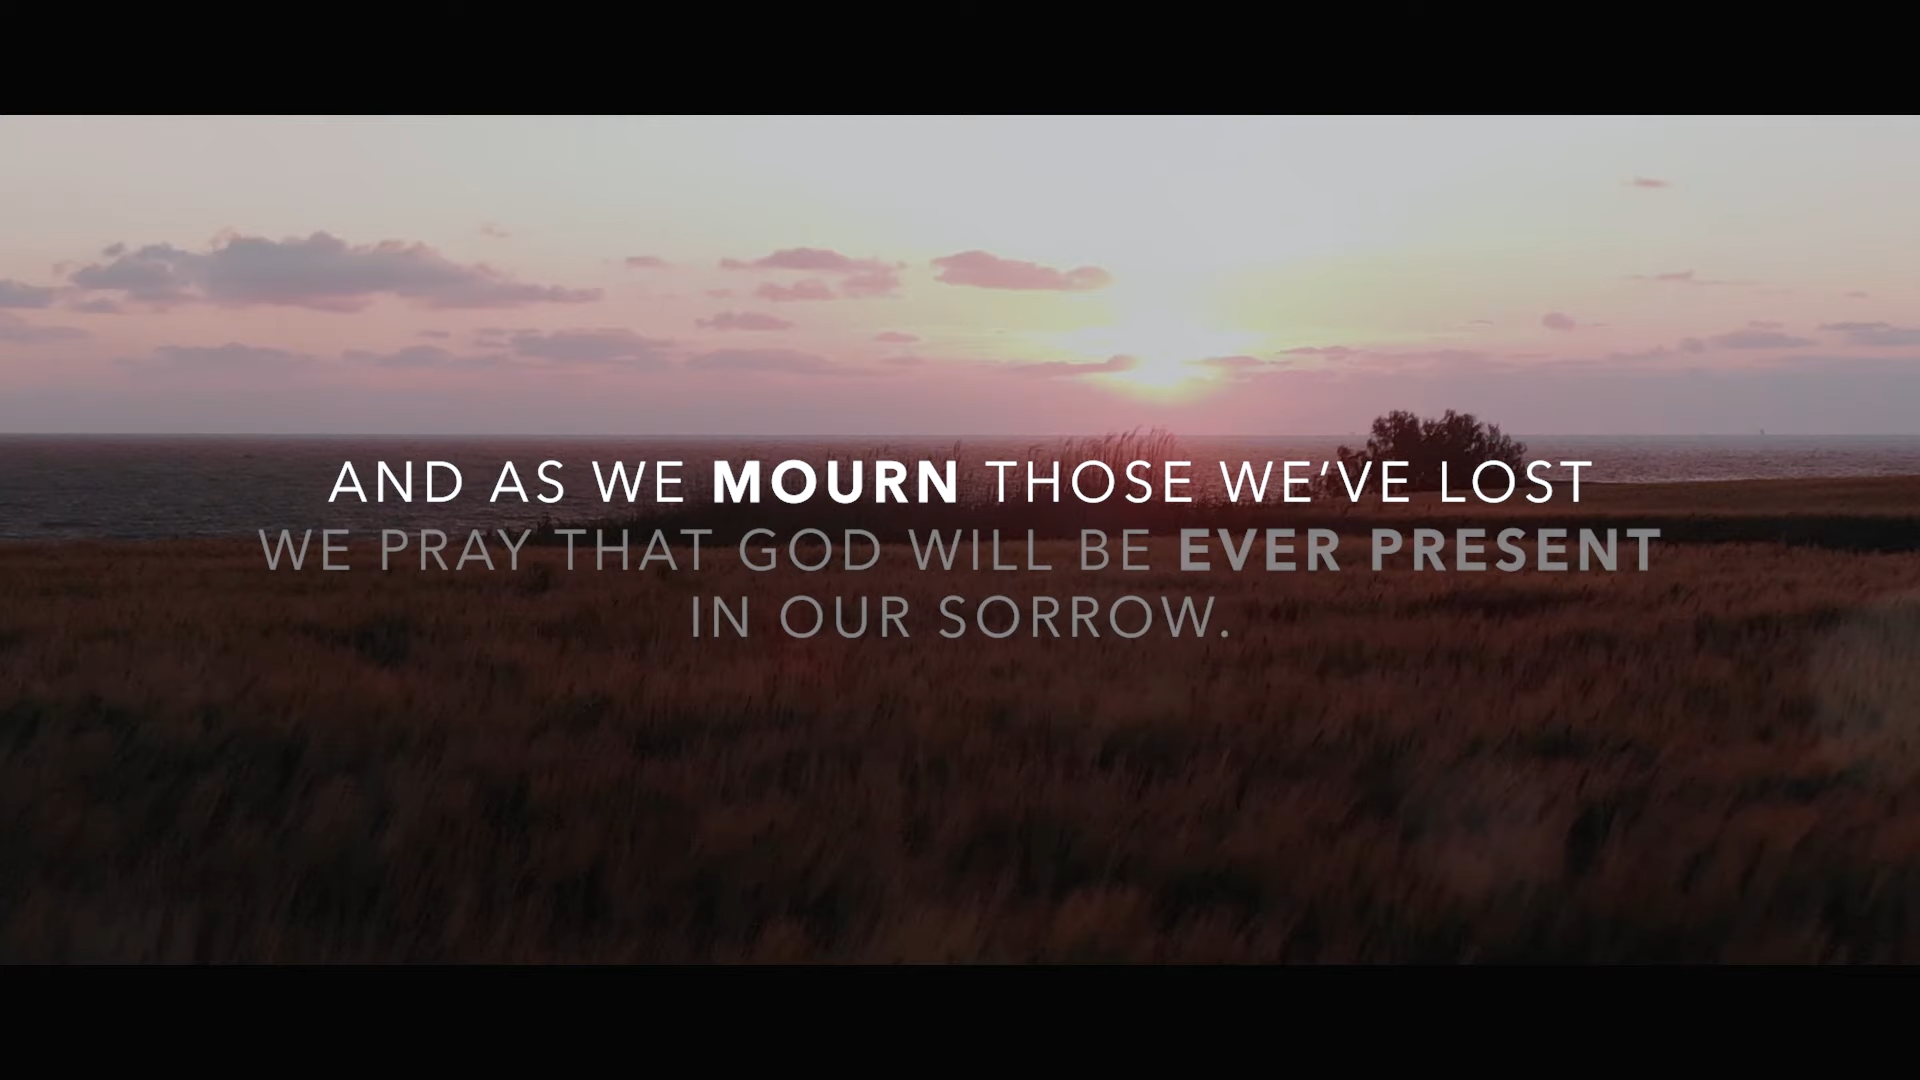 AND AS WE MOURN THOSE WE’VE LOST
WE PRAY THAT GOD WILL BE EVER PRESENT
IN OUR SORROW.